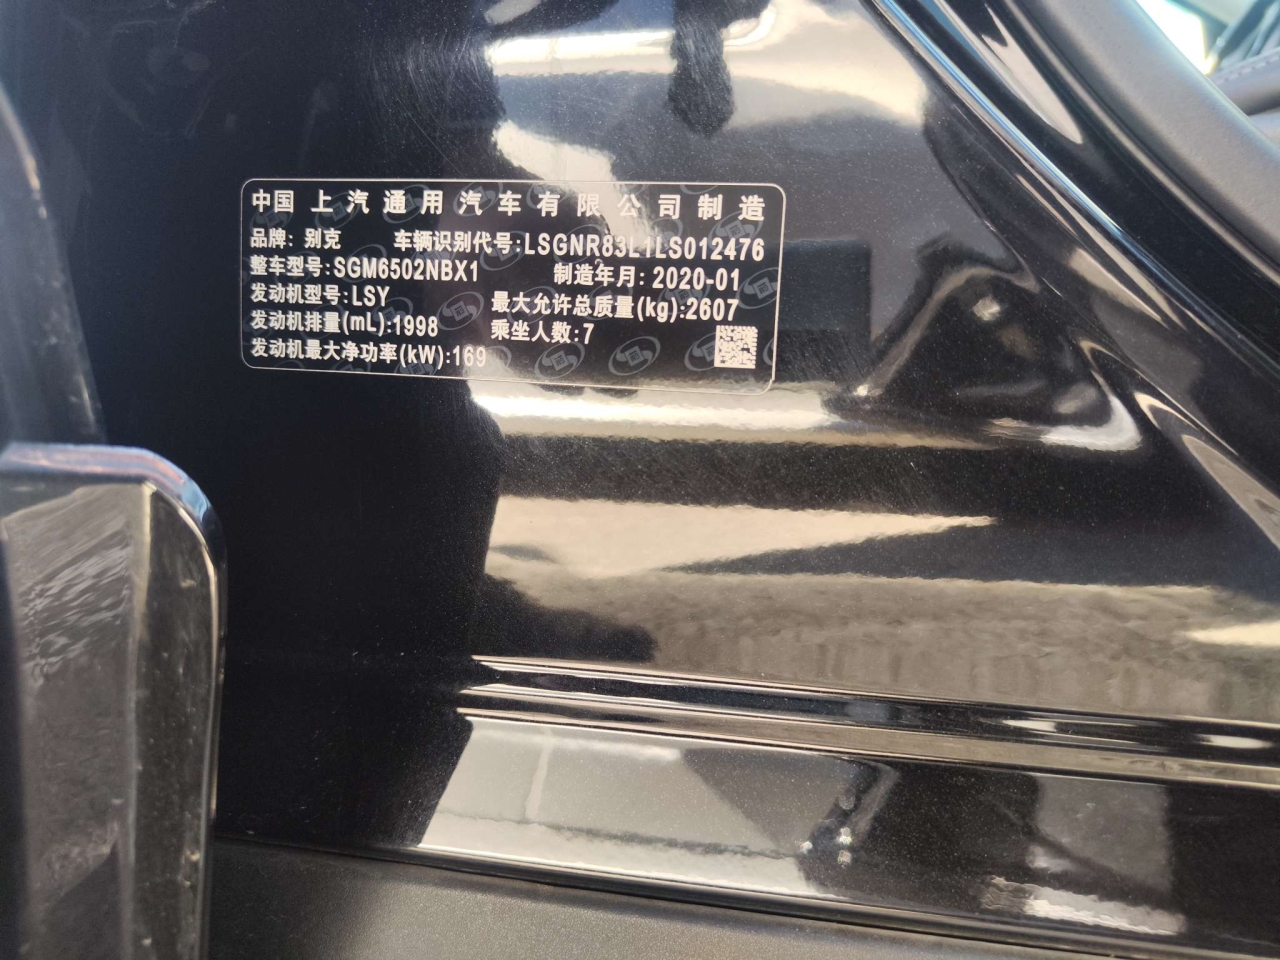 中国 上汽通用汽车有限公司制造
品牌: 别克 车辆识别代号:LSGNR83L1LS012476
整车型号:SGM6502NBX1 制造年月: 2020-01
发动机型号:LSY 最大允许总质量(kg):2607
发动机排量(mL):1998 乘坐人数:7
发动机最大净功率(kW):169